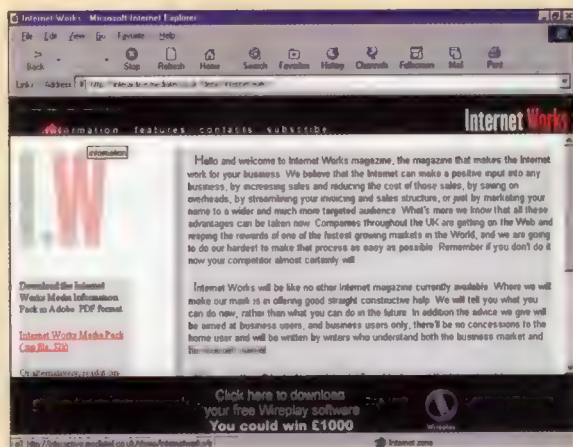 Internet Works - Microsoft Internet Explorer
File Edit View Go Favorites Help
Back Stop Refresh Home Search Favorites History Channels Fullscreen Mail Print
Links Address
Internet Works
information features contacts subscribe
information
I.W
Hello and welcome to Internet Works magazine, the magazine that makes the Internet
work for your business. We believe that the Internet can make a positive input into any
business, by increasing sales and reducing the cost of those sales, by saving on
overheads, by streamlining your invoicing and sales structure, or just by marketing your
name to a wider and much more targeted audience. What's more we know that all these
advantages can be taken now. Companies throughout the UK are getting on the Web and
reaping the rewards of one of the fastest growing markets in the World, and we are going
to do our hardest to make that process as easy as possible. Remember if you don't do it
now your competitor almost certainly will
Download the Internet
Works Media Information
Pack in Adobe PDF format
Internet Works Media Pack
Or alternatively, read it on-
Internet Works will be like no other internet magazine currently available. Where we will
make our mark is in offering good straight constructive help. We will tell you what you
can do now, rather than what you can do in the future. In addition the advice we give will
be aimed at business users, and business users only, there'll be no concessions to the
home user and will be written by writers who understand both the business market and
Click here to download
your free Wireplay software
You could win £1000
Wireplay
Internet zone